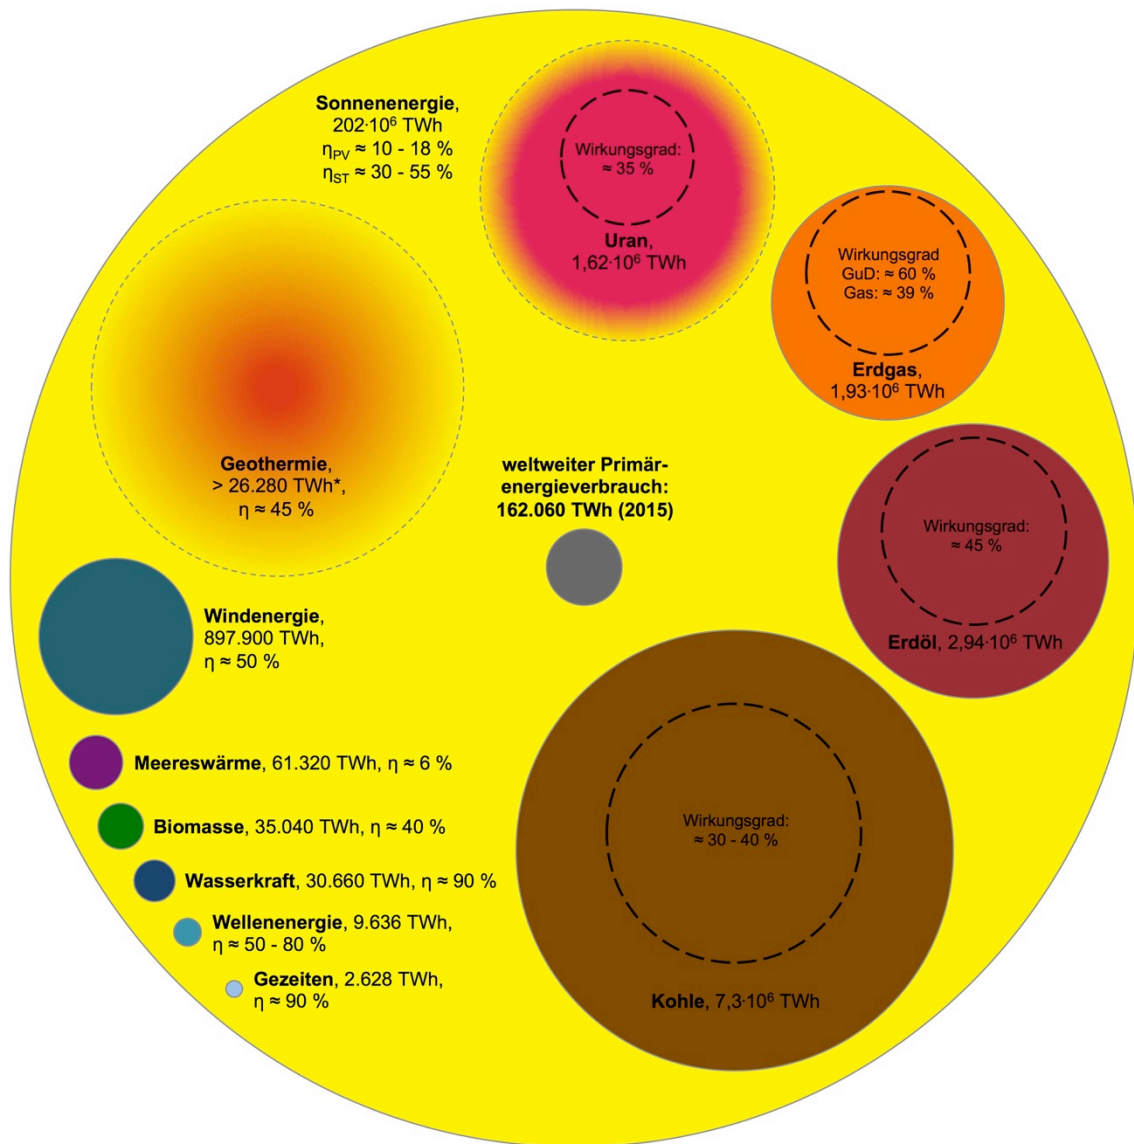 Sonnenenergie,
202·10⁶ TWh
ηPV ≈ 10 - 18 %
ηST ≈ 30 - 55 %
Wirkungsgrad:
≈ 35 %
Uran,
1,62·10⁶ TWh
Wirkungsgrad
GuD: ≈ 60 %
Gas: ≈ 39 %
Erdgas,
1,93·10⁶ TWh
Geothermie,
> 26.280 TWh*,
η ≈ 45 %
weltweiter Primär-
energieverbrauch:
162.060 TWh (2015)
Wirkungsgrad:
≈ 45 %
Erdöl, 2,94·10⁶ TWh
Windenergie,
897.900 TWh,
η ≈ 50 %
Meereswärme, 61.320 TWh, η ≈ 6 %
Biomasse, 35.040 TWh, η ≈ 40 %
Wasserkraft, 30.660 TWh, η ≈ 90 %
Wellenenergie, 9.636 TWh,
η ≈ 50 - 80 %
Gezeiten, 2.628 TWh,
η ≈ 90 %
Wirkungsgrad:
≈ 30 - 40 %
Kohle, 7,3·10⁶ TWh